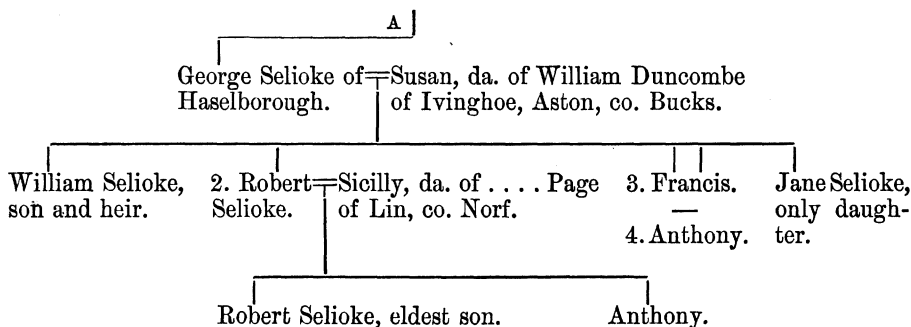 A
George Selioke of Susan, da. of William Duncombe
Haselborough. of Ivinghoe, Aston, co. Bucks.
William Selioke, 2. Robert Sicilly, da. of .... Page 3. Francis. Jane Selioke,
son and heir. Selioke. of Lin, co. Norf. — only daugh-
4. Anthony. ter.
Robert Selioke, eldest son. Anthony.